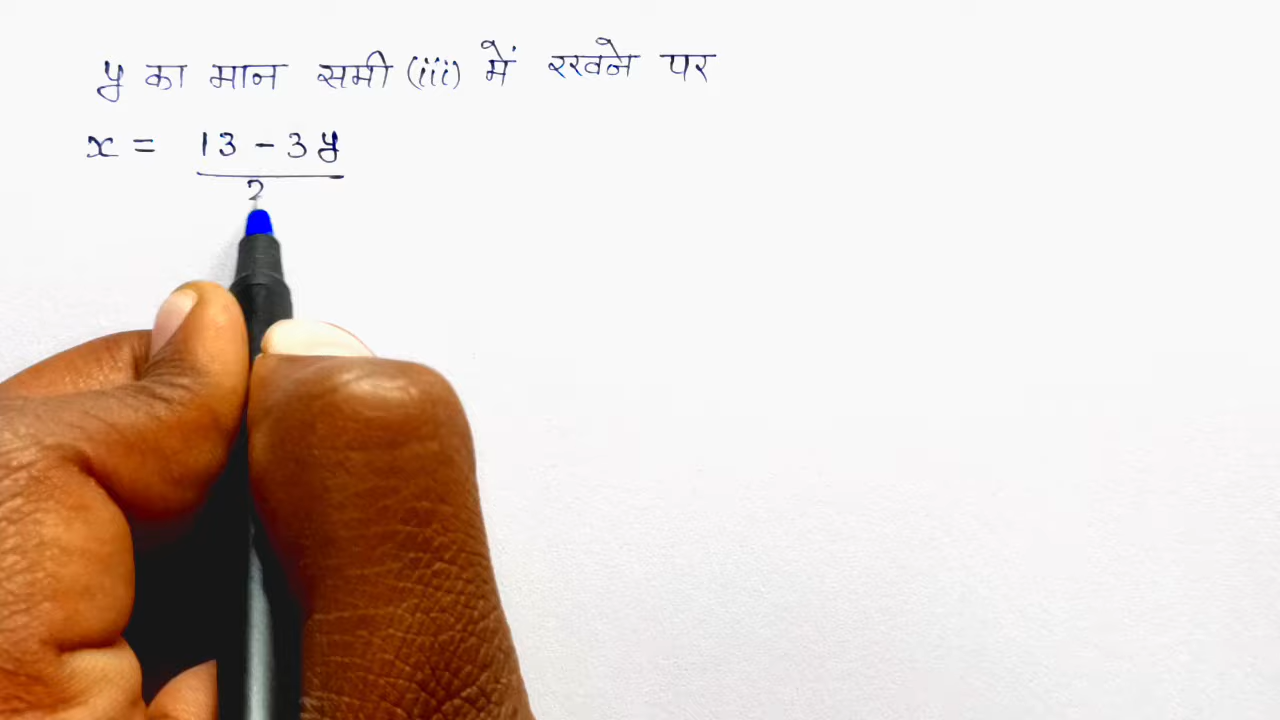 y का मान समी (iii) में रखने पर
x = 13 - 3y
2